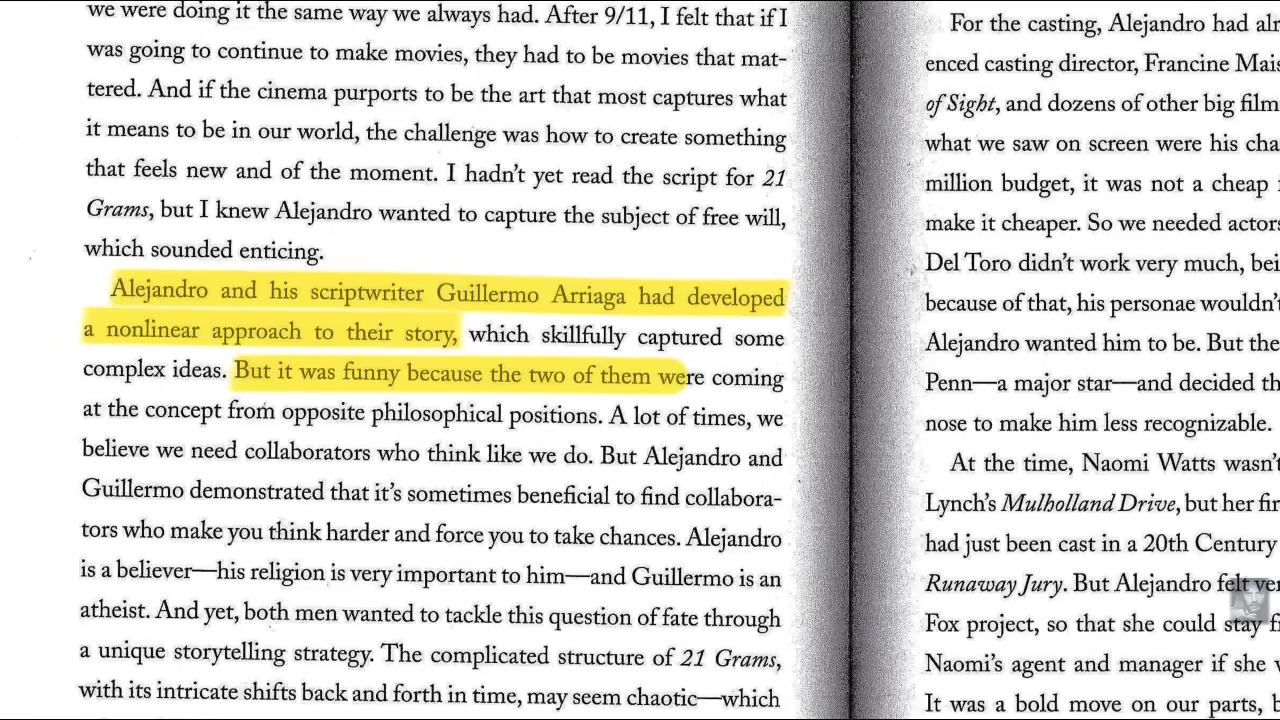 we were doing it the same way we always had. After 9/11, I felt that if I
was going to continue to make movies, they had to be movies that mat-
tered. And if the cinema purports to be the art that most captures what
it means to be in our world, the challenge was how to create something
that feels new and of the moment. I hadn't yet read the script for 21
Grams, but I knew Alejandro wanted to capture the subject of free will,
which sounded enticing.
Alejandro and his scriptwriter Guillermo Arriaga had developed
a nonlinear approach to their story, which skillfully captured some
complex ideas. But it was funny because the two of them were coming
at the concept from opposite philosophical positions. A lot of times, we
believe we need collaborators who think like we do. But Alejandro and
Guillermo demonstrated that it's sometimes beneficial to find collabora-
tors who make you think harder and force you to take chances. Alejandro
is a believer—his religion is very important to him—and Guillermo is an
atheist. And yet, both men wanted to tackle this question of fate through
a unique storytelling strategy. The complicated structure of 21 Grams,
with its intricate shifts back and forth in time, may seem chaotic—which
For the casting, Alejandro had alr
enced casting director, Francine Mais
of Sight, and dozens of other big film
what we saw on screen were his cha
million budget, it was not a cheap
make it cheaper. So we needed actors
Del Toro didn't work very much, bei
because of that, his personae wouldn't
Alejandro wanted him to be. But the
Penn—a major star—and decided th
nose to make him less recognizable.
At the time, Naomi Watts wasn't
Lynch's Mulholland Drive, but her fir
had just been cast in a 20th Century
Runaway Jury. But Alejandro felt ver
Fox project, so that she could stay fi
Naomi's agent and manager if she
It was a bold move on our parts, b